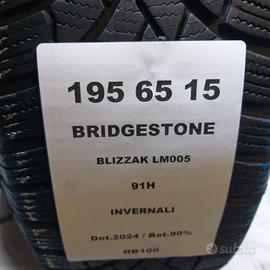 195 65 15
BRIDGESTONE
BLIZZAK LM005
91H
INVERNALI
Dot.2024 / Bat.90%
RB100
subito